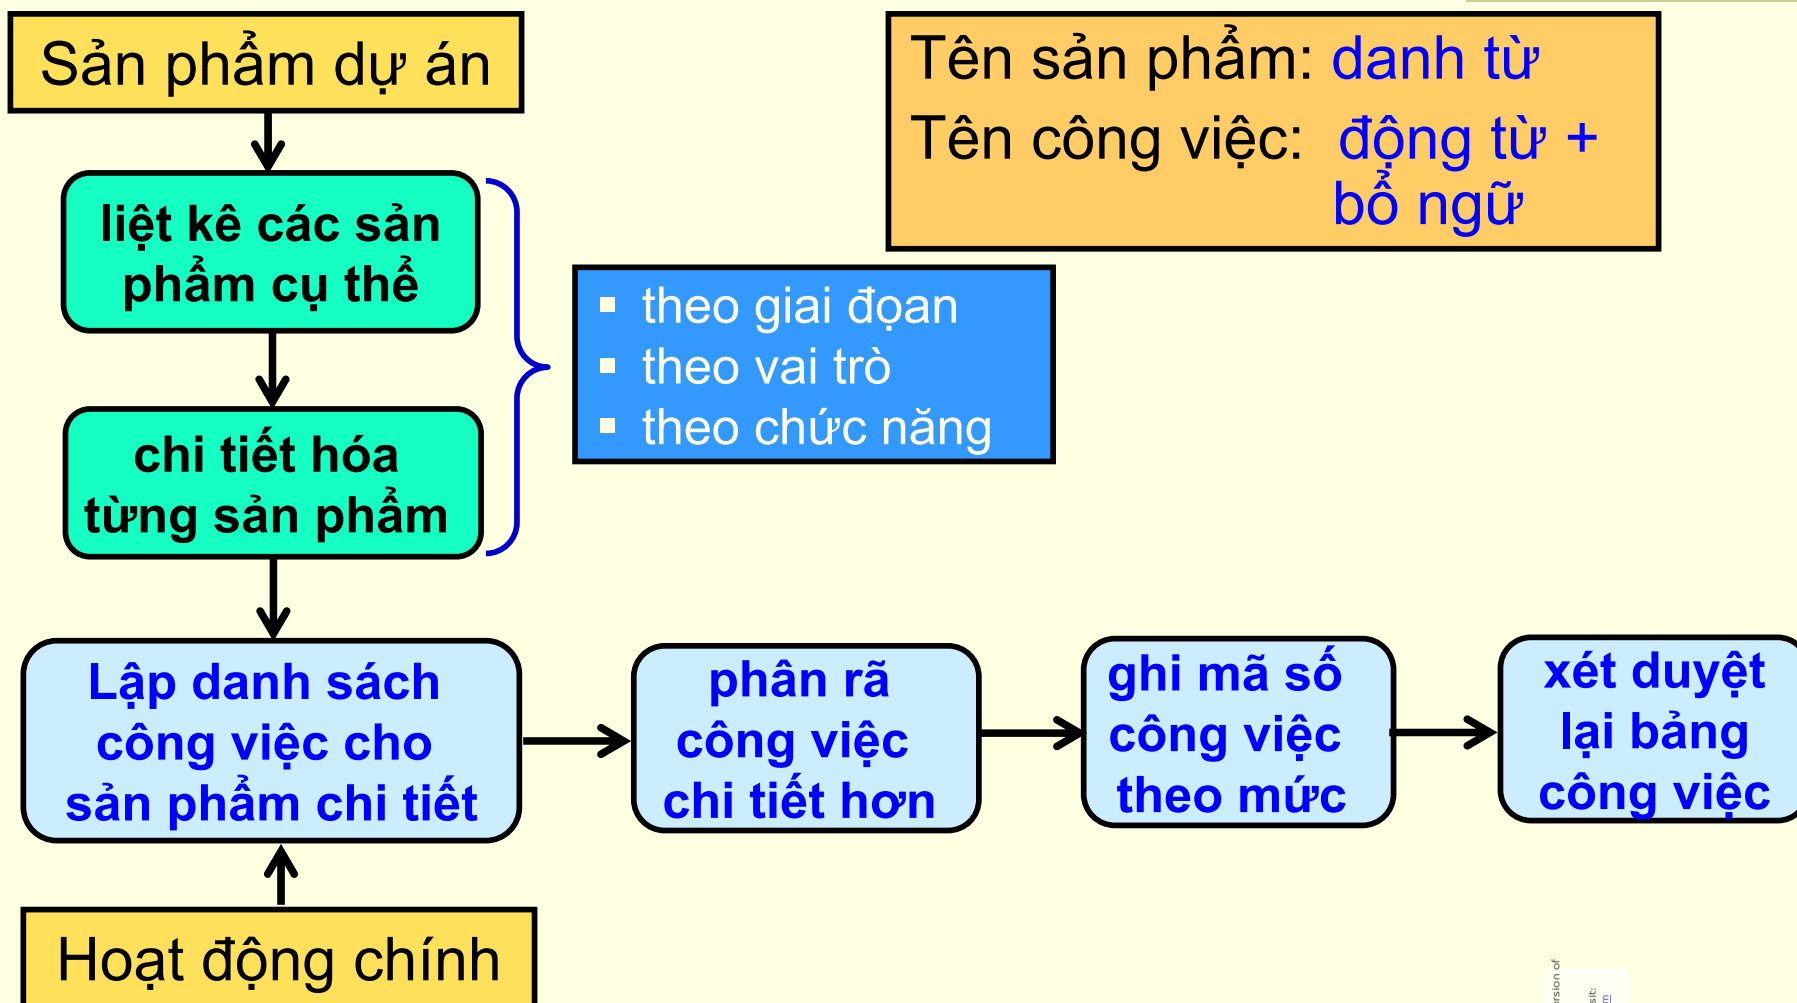 Sản phẩm dự án
Tên sản phẩm: danh từ
Tên công việc: động từ +
bổ ngữ
liệt kê các sản
phẩm cụ thể
▪ theo giai đọan
▪ theo vai trò
▪ theo chức năng
chi tiết hóa
từng sản phẩm
Lập danh sách
công việc cho
sản phẩm chi tiết
phân rã
công việc
chi tiết hơn
ghi mã số
công việc
theo mức
xét duyệt
lại bảng
công việc
Hoạt động chính